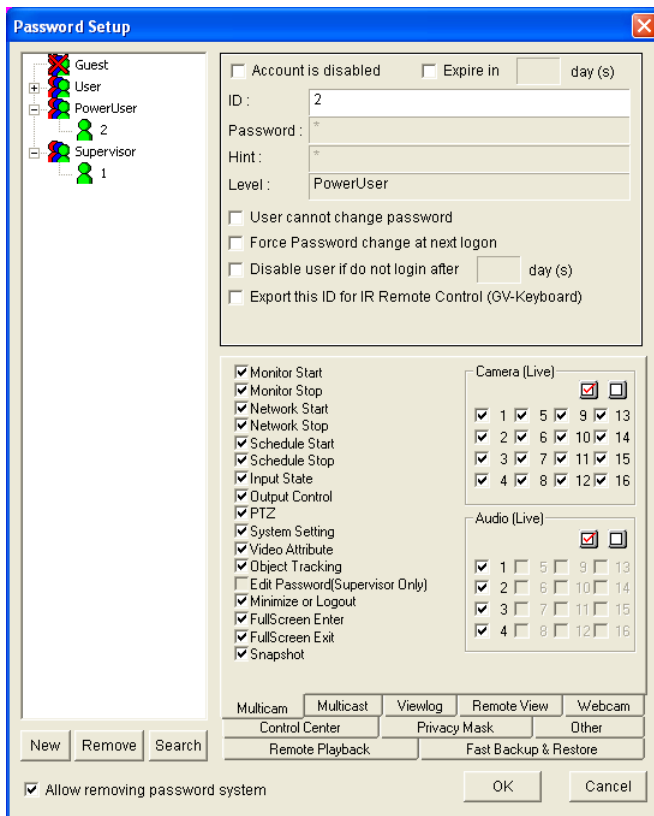 Password Setup
Guest
User
PowerUser
2
Supervisor
1
Account is disabled
Expire in
day (s)
ID :
2
Password :
*
Hint :
*
Level :
PowerUser
User cannot change password
Force Password change at next logon
Disable user if do not login after
day (s)
Export this ID for IR Remote Control (GV-Keyboard)
Monitor Start
Monitor Stop
Network Start
Network Stop
Schedule Start
Schedule Stop
Input State
Output Control
PTZ
System Setting
Video Attribute
Object Tracking
Edit Password(Supervisor Only)
Minimize or Logout
FullScreen Enter
FullScreen Exit
Snapshot
Camera (Live)
1 5 9 13
2 6 10 14
3 7 11 15
4 8 12 16
Audio (Live)
1 5 9 13
2 6 10 14
3 7 11 15
4 8 12 16
Multicam Multicast Viewlog Remote View Webcam
Control Center Privacy Mask Other
Remote Playback Fast Backup & Restore
New Remove Search
Allow removing password system
OK Cancel